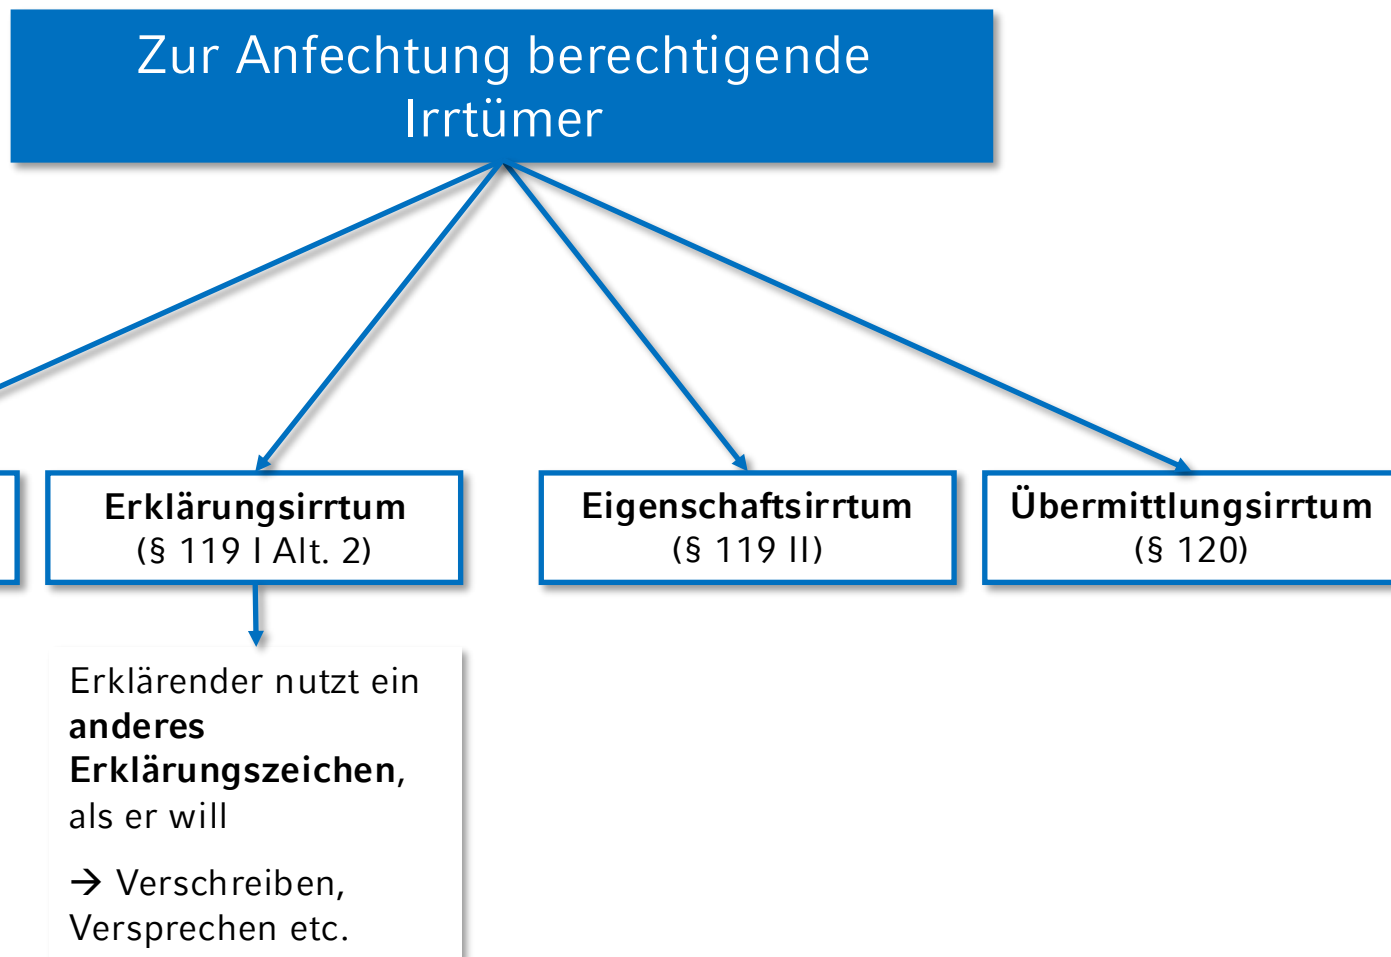 Zur Anfechtung berechtigende
Irrtümer
Erklärungsirrtum
(§ 119 I Alt. 2)
Eigenschaftsirrtum
(§ 119 II)
Übermittlungsirrtum
(§ 120)
Erklärender nutzt ein
anderes
Erklärungszeichen,
als er will
→ Verschreiben,
Versprechen etc.